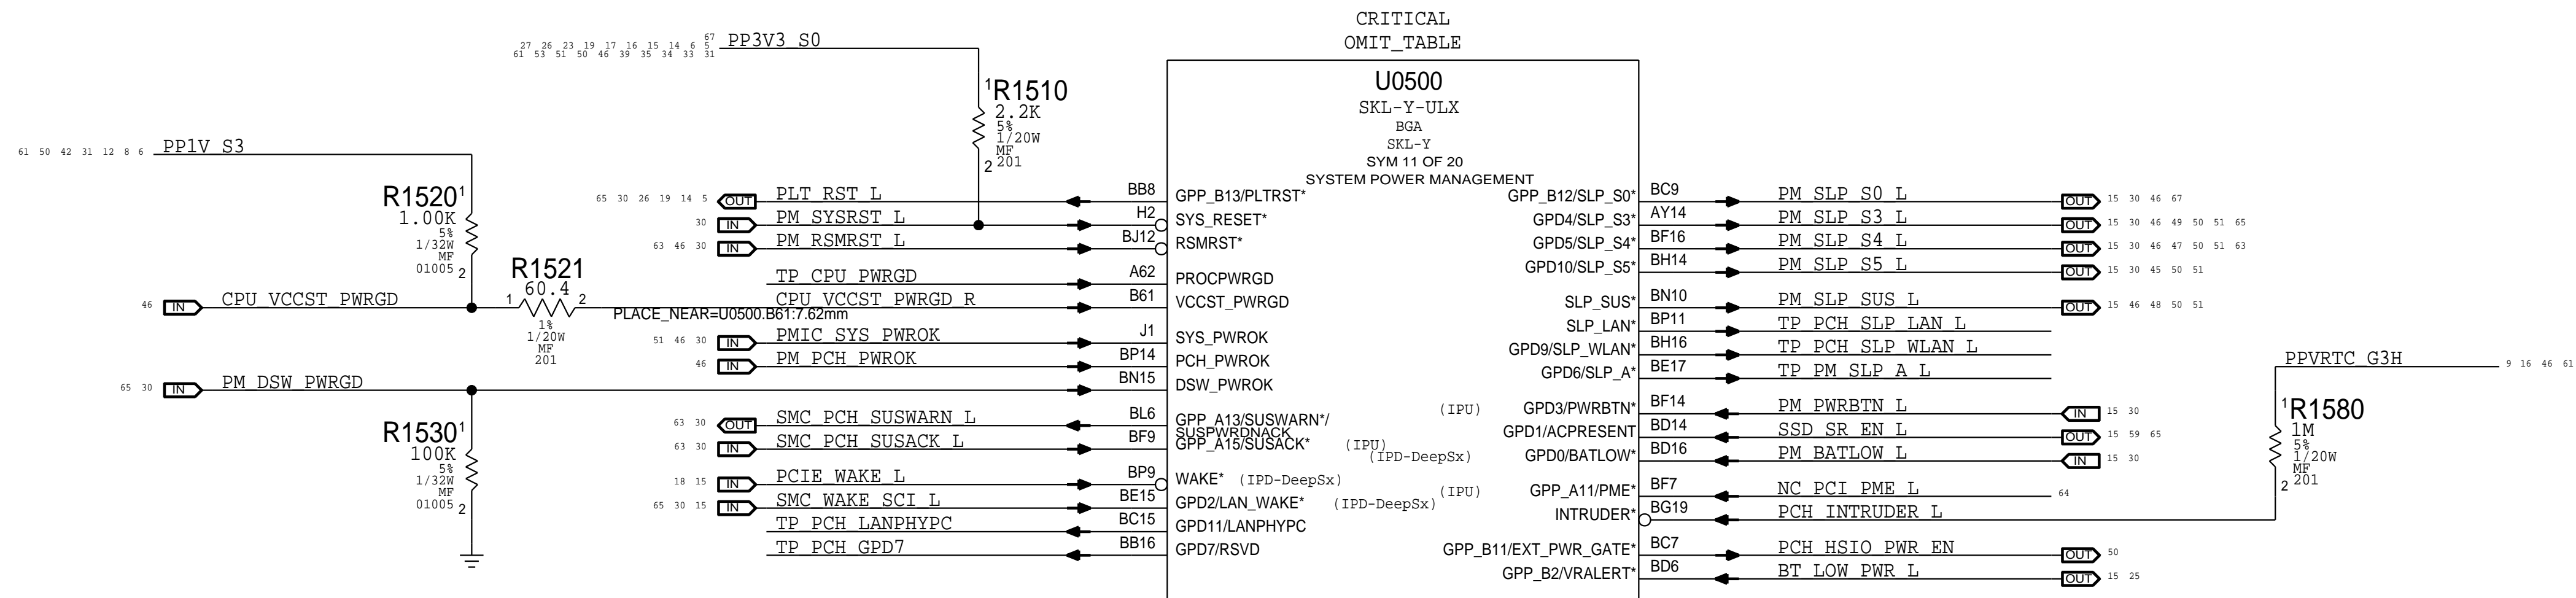 CRITICAL
OMIT_TABLE
67
27 26 23 19 17 16 15 14 6 5
61 53 51 50 46 39 35 34 33 31
PP3V3_S0
1
R1510
2.2K
5%
1/20W
MF
201
2
61 50 42 31 12 8 6
PP1V_S3
R1520
1
1.00K
5%
1/32W
MF
01005
2
R1521
60.4
1
2
1%
1/20W
MF
201
46
IN
CPU_VCCST_PWRGD
PLACE_NEAR=U0500.B61:7.62mm
65 30
IN
PM_DSW_PWRGD
R1530
1
100K
5%
1/32W
MF
01005
2
65 30 26 19 14 5 OUT PLT_RST_L BB8 GPP_B13/PLTRST*
30 IN PM_SYSRST_L H2 SYS_RESET*
63 46 30 IN PM_RSMRST_L BJ12 RSMRST*
TP_CPU_PWRGD A62 PROCPWRGD
CPU_VCCST_PWRGD_R B61 VCCST_PWRGD
51 46 30 IN PMIC_SYS_PWROK J1 SYS_PWROK
46 IN PM_PCH_PWROK BP14 PCH_PWROK
BN15 DSW_PWROK
63 30 OUT SMC_PCH_SUSWARN_L BL6 GPP_A13/SUSWARN*/
SUSPWRDNACK
63 30 IN SMC_PCH_SUSACK_L BF9 GPP_A15/SUSACK* (IPU)
(IPD-DeepSx)
18 15 IN PCIE_WAKE_L BP9 WAKE* (IPD-DeepSx)
65 30 15 IN SMC_WAKE_SCI_L BE15 GPD2/LAN_WAKE* (IPD-DeepSx)
TP_PCH_LANPHYPC BC15 GPD11/LANPHYPC
TP_PCH_GPD7 BB16 GPD7/RSVD
U0500
SKL-Y-ULX
BGA
SKL-Y
SYM 11 OF 20
SYSTEM POWER MANAGEMENT
GPP_B12/SLP_S0* BC9 PM_SLP_S0_L OUT 15 30 46 67
GPD4/SLP_S3* AY14 PM_SLP_S3_L OUT 15 30 46 49 50 51 65
GPD5/SLP_S4* BF16 PM_SLP_S4_L OUT 15 30 46 47 50 51 63
GPD10/SLP_S5* BH14 PM_SLP_S5_L OUT 15 30 45 50 51
SLP_SUS* BN10 PM_SLP_SUS_L OUT 15 46 48 50 51
SLP_LAN* BP11 TP_PCH_SLP_LAN_L
GPD9/SLP_WLAN* BH16 TP_PCH_SLP_WLAN_L
GPD6/SLP_A* BE17 TP_PM_SLP_A_L
(IPU) GPD3/PWRBTN* BF14 PM_PWRBTN_L IN 15 30
GPD1/ACPRESENT BD14 SSD_SR_EN_L OUT 15 59 65
GPD0/BATLOW* BD16 PM_BATLOW_L IN 15 30
(IPU) GPP_A11/PME* BF7 NC_PCI_PME_L 64
INTRUDER* BG19 PCH_INTRUDER_L
GPP_B11/EXT_PWR_GATE* BC7 PCH_HSIO_PWR_EN OUT 50
GPP_B2/VRALERT* BD6 BT_LOW_PWR_L OUT 15 25
PPVRTC_G3H
9 16 46 61
1
R1580
1M
5%
1/20W
MF
201
2